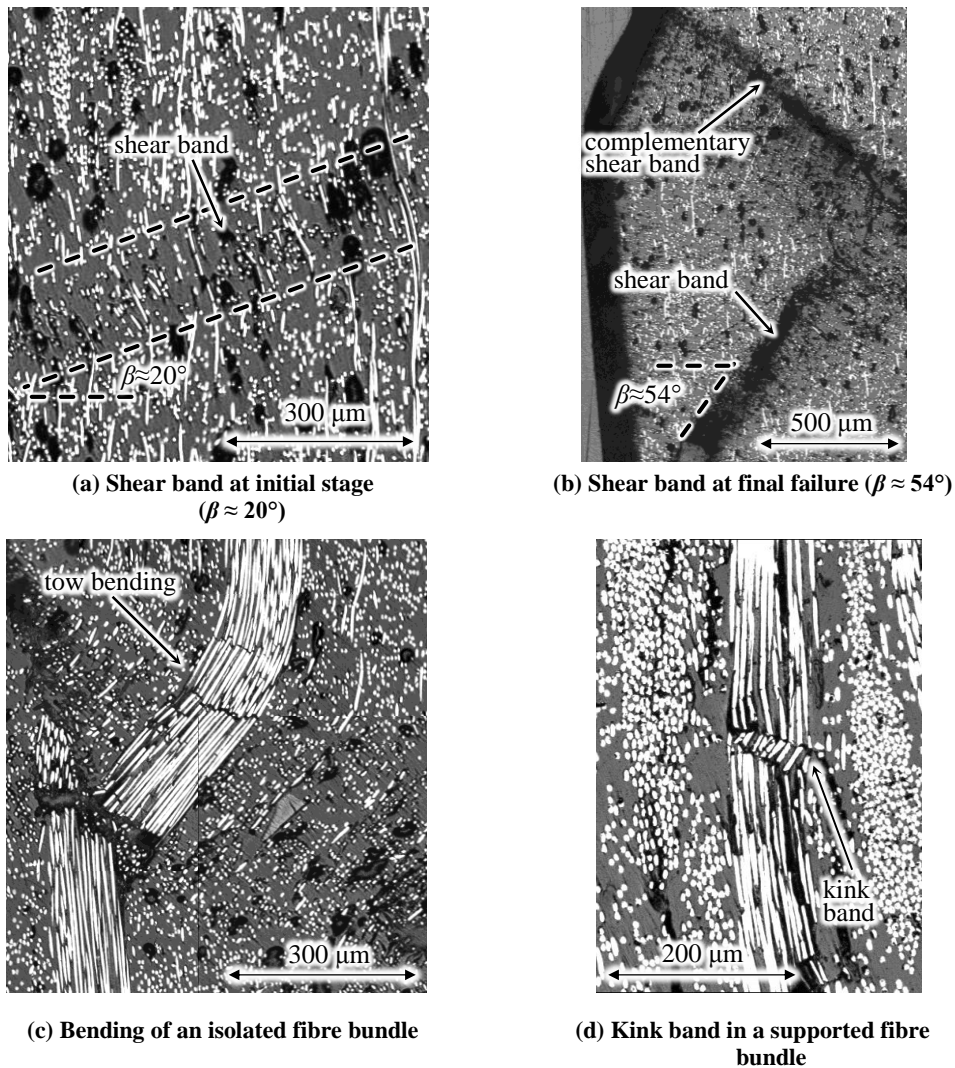 shear band
β≈20°
300 μm
complementary
shear band
shear band
β≈54°
500 μm
(a) Shear band at initial stage
(β ≈ 20°)
(b) Shear band at final failure (β ≈ 54°)
tow bending
300 μm
kink
band
200 μm
(c) Bending of an isolated fibre bundle
(d) Kink band in a supported fibre
bundle